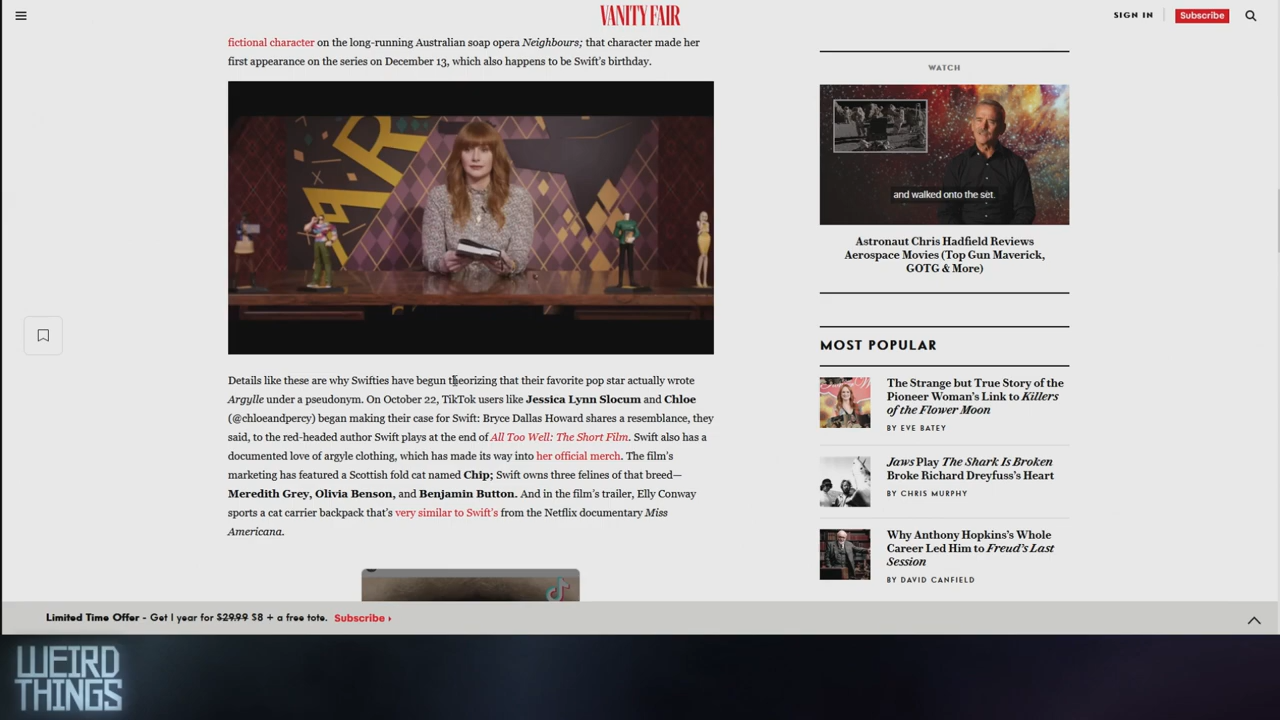 VANITY FAIR
SIGN IN
Subscribe
fictional character on the long-running Australian soap opera Neighbours; that character made her
first appearance on the series on December 13, which also happens to be Swift's birthday.
AR
Details like these are why Swifties have begun theorizing that their favorite pop star actually wrote
Argylle under a pseudonym. On October 22, TikTok users like Jessica Lynn Slocum and Chloe
(@chloeandpercy) began making their case for Swift: Bryce Dallas Howard shares a resemblance, they
said, to the red-headed author Swift plays at the end of All Too Well: The Short Film. Swift also has a
documented love of argyle clothing, which has made its way into her official merch. The film's
marketing has featured a Scottish fold cat named Chip; Swift owns three felines of that breed—
Meredith Grey, Olivia Benson, and Benjamin Button. And in the film's trailer, Elly Conway
sports a cat carrier backpack that's very similar to Swift's from the Netflix documentary Miss
Americana.
WATCH
and walked onto the set.
Astronaut Chris Hadfield Reviews
Aerospace Movies (Top Gun Maverick,
GOTG & More)
MOST POPULAR
The Strange but True Story of the
Pioneer Woman's Link to Killers
of the Flower Moon
BY EVE BATEY
Jaws Play The Shark Is Broken
Broke Richard Dreyfuss's Heart
BY CHRIS MURPHY
Why Anthony Hopkins's Whole
Career Led Him to Freud's Last
Session
BY DAVID CANFIELD
Limited Time Offer - Get 1 year for $29.99 $8 + a free tote. Subscribe ›
WEIRD
THINGS